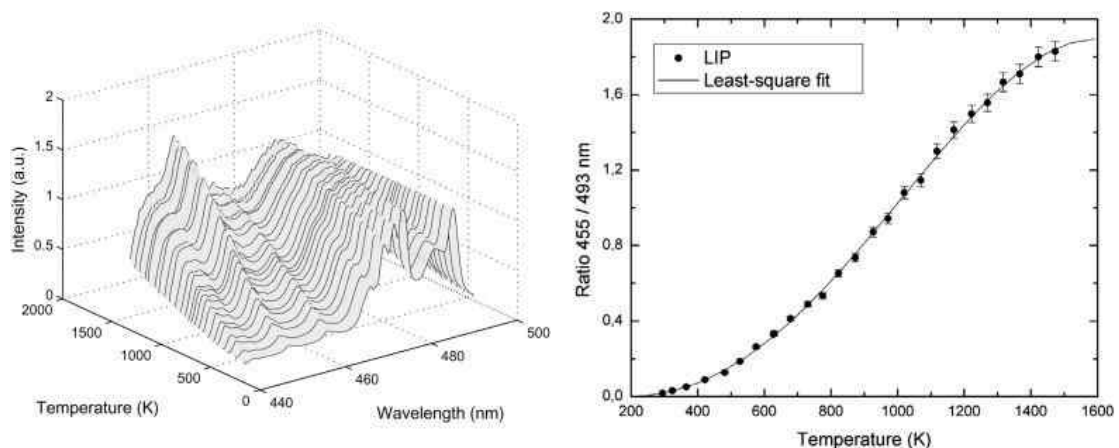 2
1.5
1
0.5
0
Intensity (a.u.)
2000
1500
1000
500
0
Temperature (K)
440
460
480
500
Wavelength (nm)
LIP
Least-square fit
2.0
1.6
1.2
0.8
0.4
0.0
Ratio 455 / 493 nm
200 400 600 800 1000 1200 1400 1600
Temperature (K)